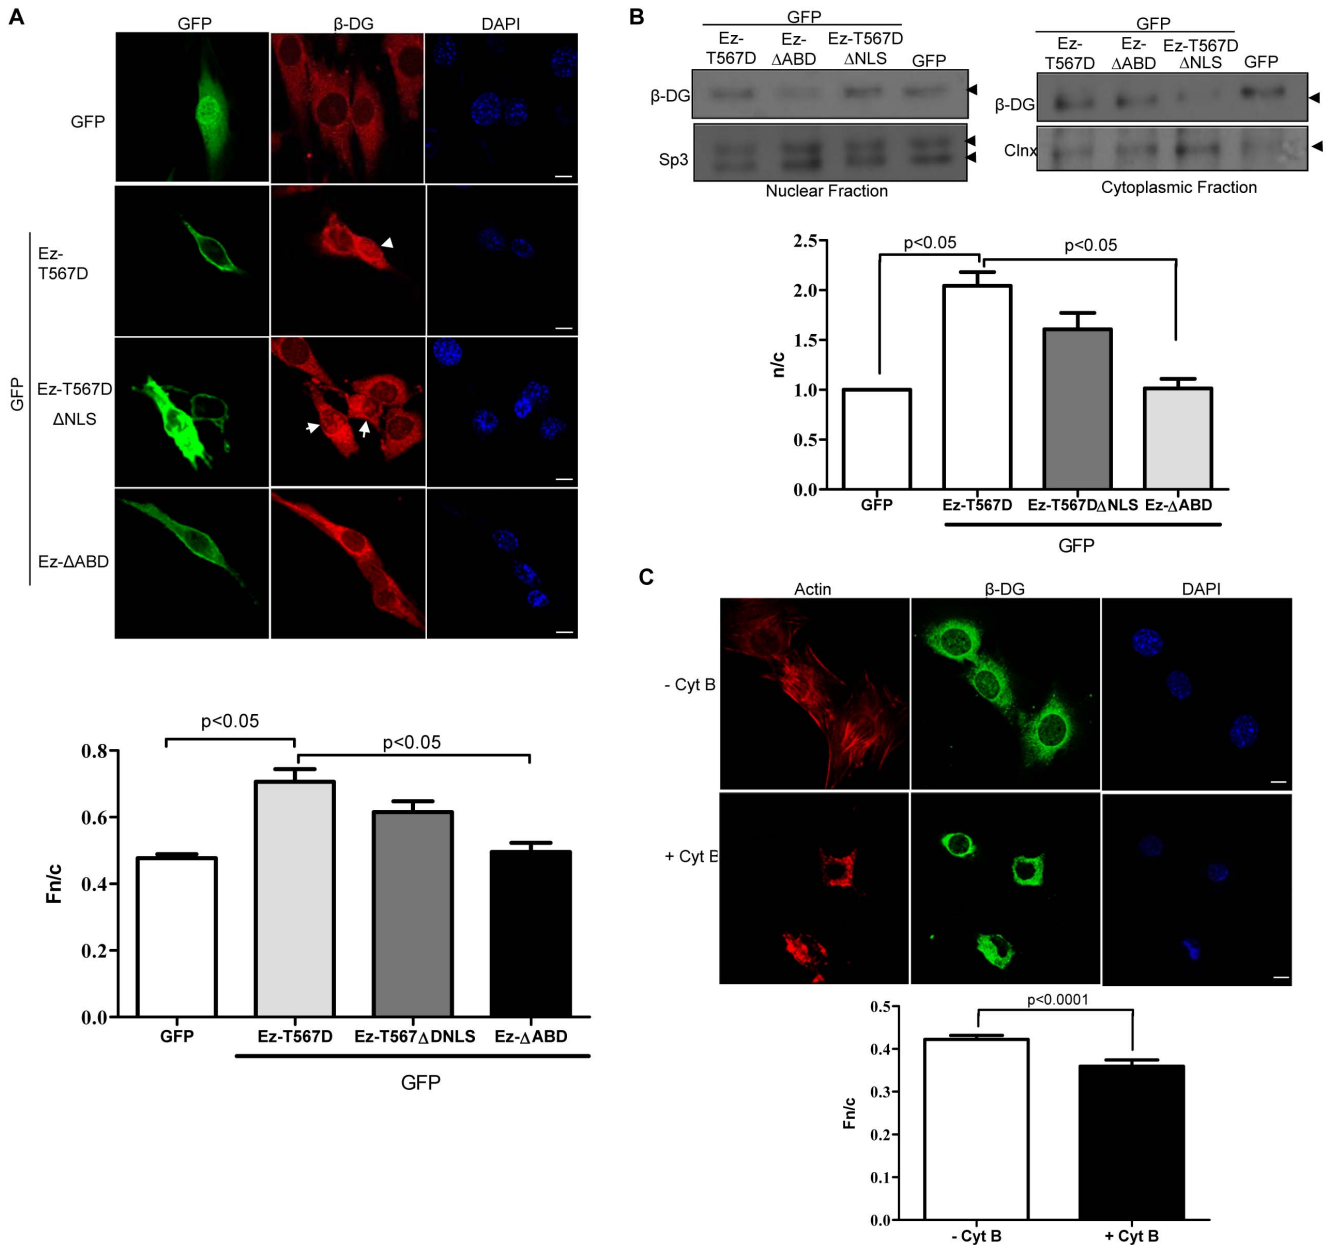 A
GFP β-DG DAPI
GFP
GFP
Ez-
T567D
Ez-T567D
ΔNLS
Ez-ΔABD
p<0.05
p<0.05
Fn/c
0.8
0.6
0.4
0.2
0.0
GFP Ez-T567D Ez-T567ΔDNLS Ez-ΔABD
GFP
B
GFP
Ez-
T567D
Ez-
ΔABD
Ez-T567D
ΔNLS
GFP
β-DG
Sp3
Nuclear Fraction
GFP
Ez-
T567D
Ez-
ΔABD
Ez-T567D
ΔNLS
GFP
β-DG
Clnx
Cytoplasmic Fraction
p<0.05
p<0.05
n/c
2.5
2.0
1.5
1.0
0.5
0.0
GFP Ez-T567D Ez-T567DΔNLS Ez-ΔABD
GFP
C
Actin β-DG DAPI
- Cyt B
+ Cyt B
p<0.0001
Fn/c
0.5
0.4
0.3
0.2
0.1
0.0
- Cyt B + Cyt B